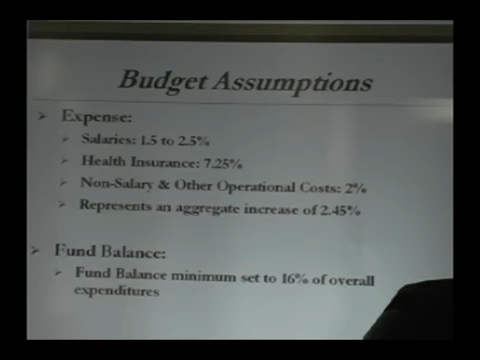 Budget Assumptions
Expense:
Salaries: 1.5 to 2.5%
Health Insurance: 7.25%
Non-Salary & Other Operational Costs: 2%
Represents an aggregate increase of 2.45%
Fund Balance:
Fund Balance minimum set to 16% of overall
expenditures